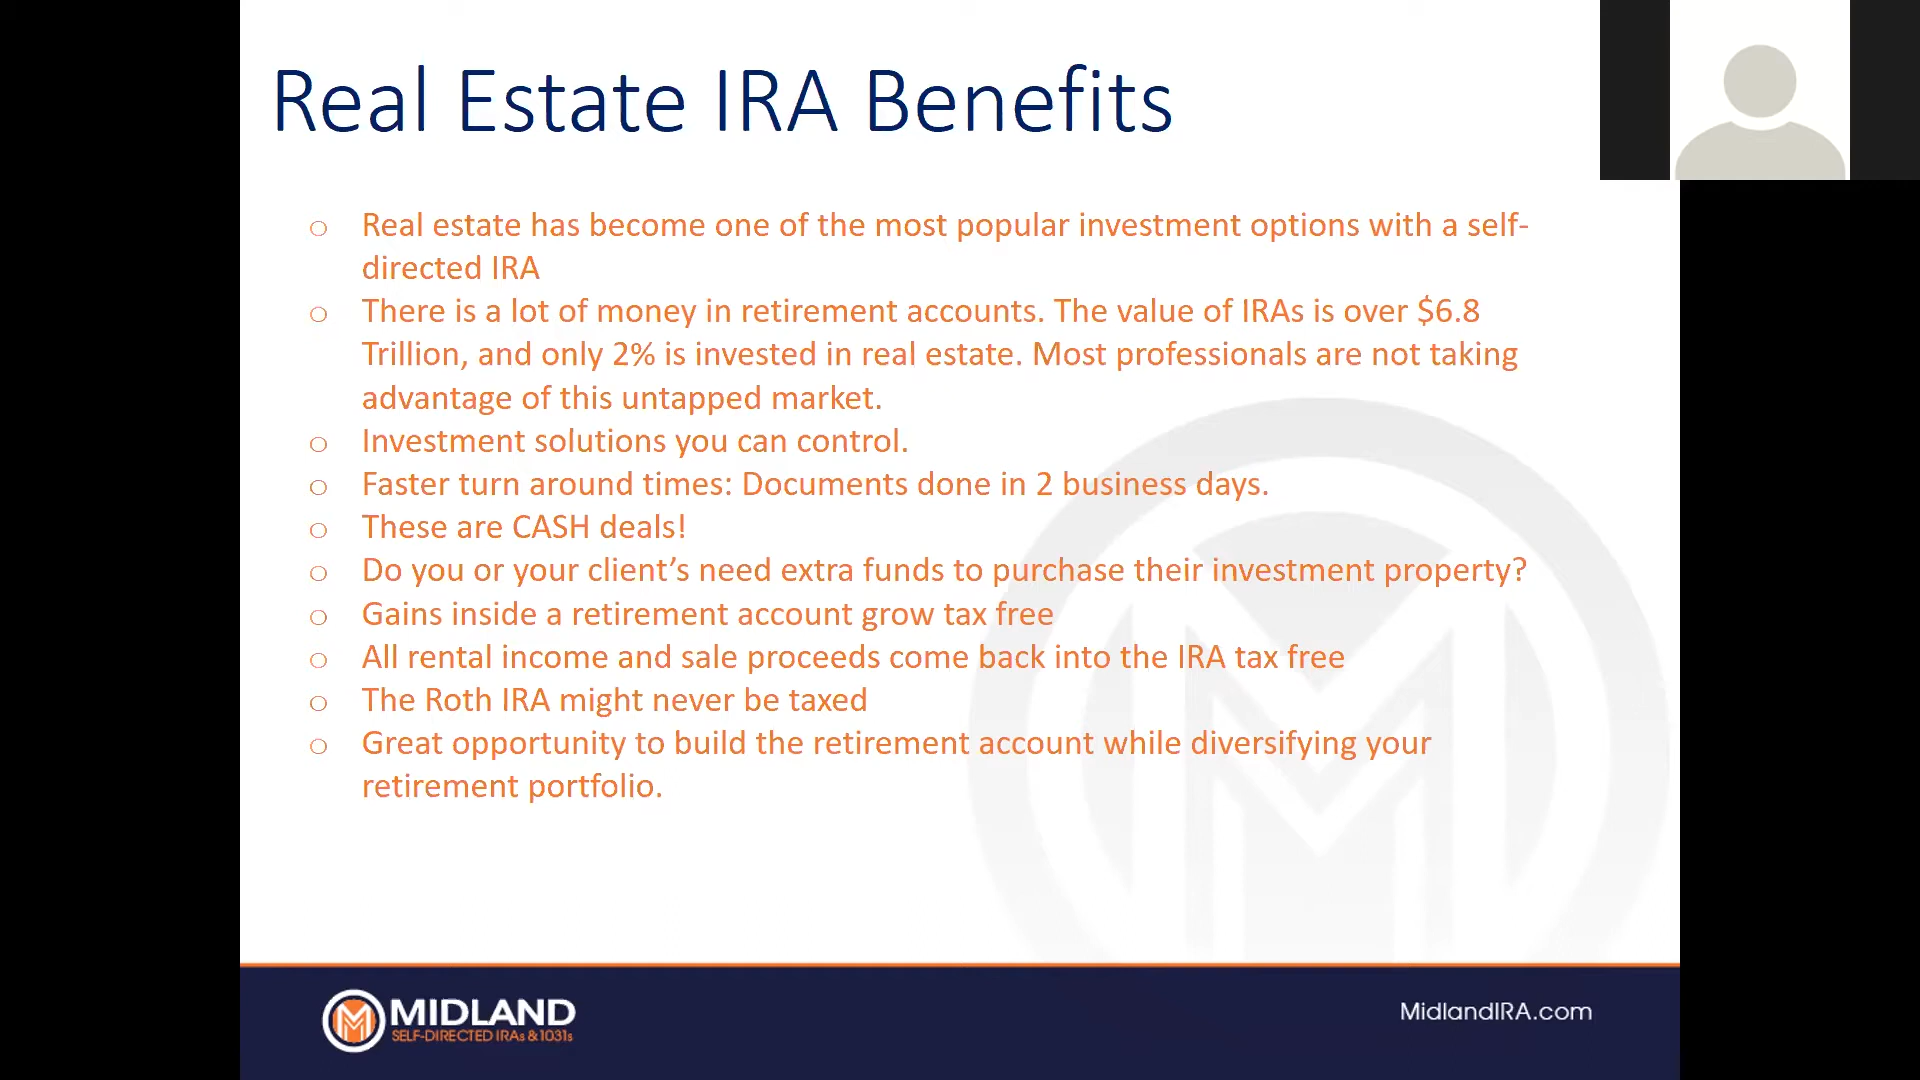 Real Estate IRA Benefits
○ Real estate has become one of the most popular investment options with a self-
directed IRA
○ There is a lot of money in retirement accounts. The value of IRAs is over $6.8
Trillion, and only 2% is invested in real estate. Most professionals are not taking
advantage of this untapped market.
○ Investment solutions you can control.
○ Faster turn around times: Documents done in 2 business days.
○ These are CASH deals!
○ Do you or your client’s need extra funds to purchase their investment property?
○ Gains inside a retirement account grow tax free
○ All rental income and sale proceeds come back into the IRA tax free
○ The Roth IRA might never be taxed
○ Great opportunity to build the retirement account while diversifying your
retirement portfolio.
MIDLAND
SELF-DIRECTED IRAs & 1031s
MidlandIRA.com